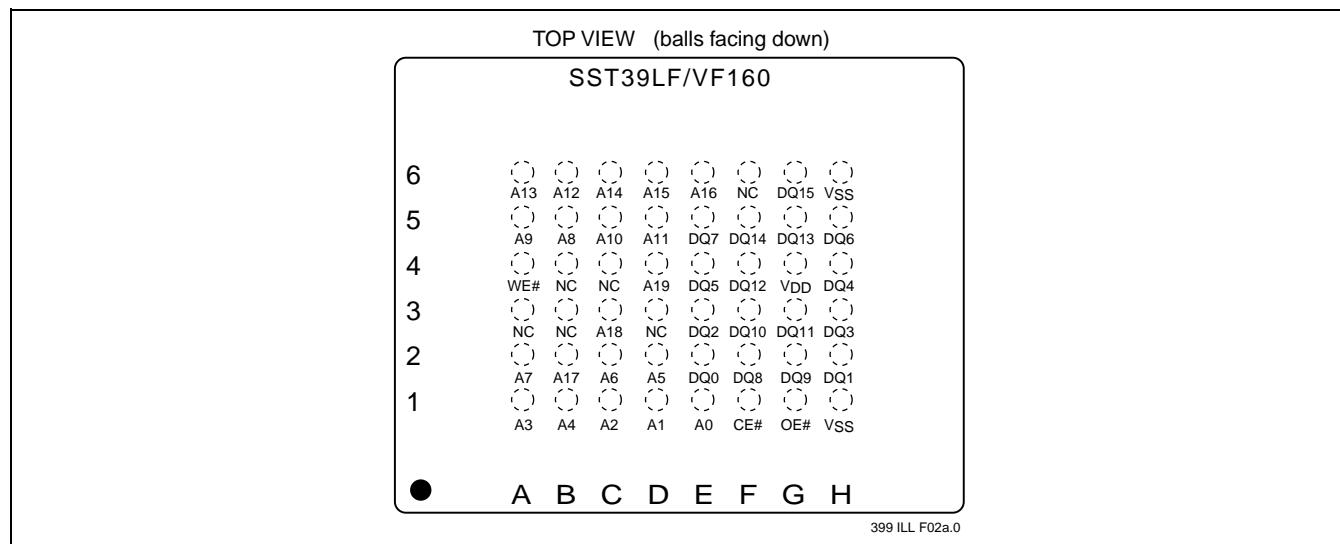 TOP VIEW (balls facing down)
SST39LF/VF160
6
A13 A12 A14 A15 A16 NC DQ15 VSS
5
A9 A8 A10 A11 DQ7 DQ14 DQ13 DQ6
4
WE# NC NC A19 DQ5 DQ12 VDD DQ4
3
NC NC A18 NC DQ2 DQ10 DQ11 DQ3
2
A7 A17 A6 A5 DQ0 DQ8 DQ9 DQ1
1
A3 A4 A2 A1 A0 CE# OE# VSS
A B C D E F G H
399 ILL F02a.0